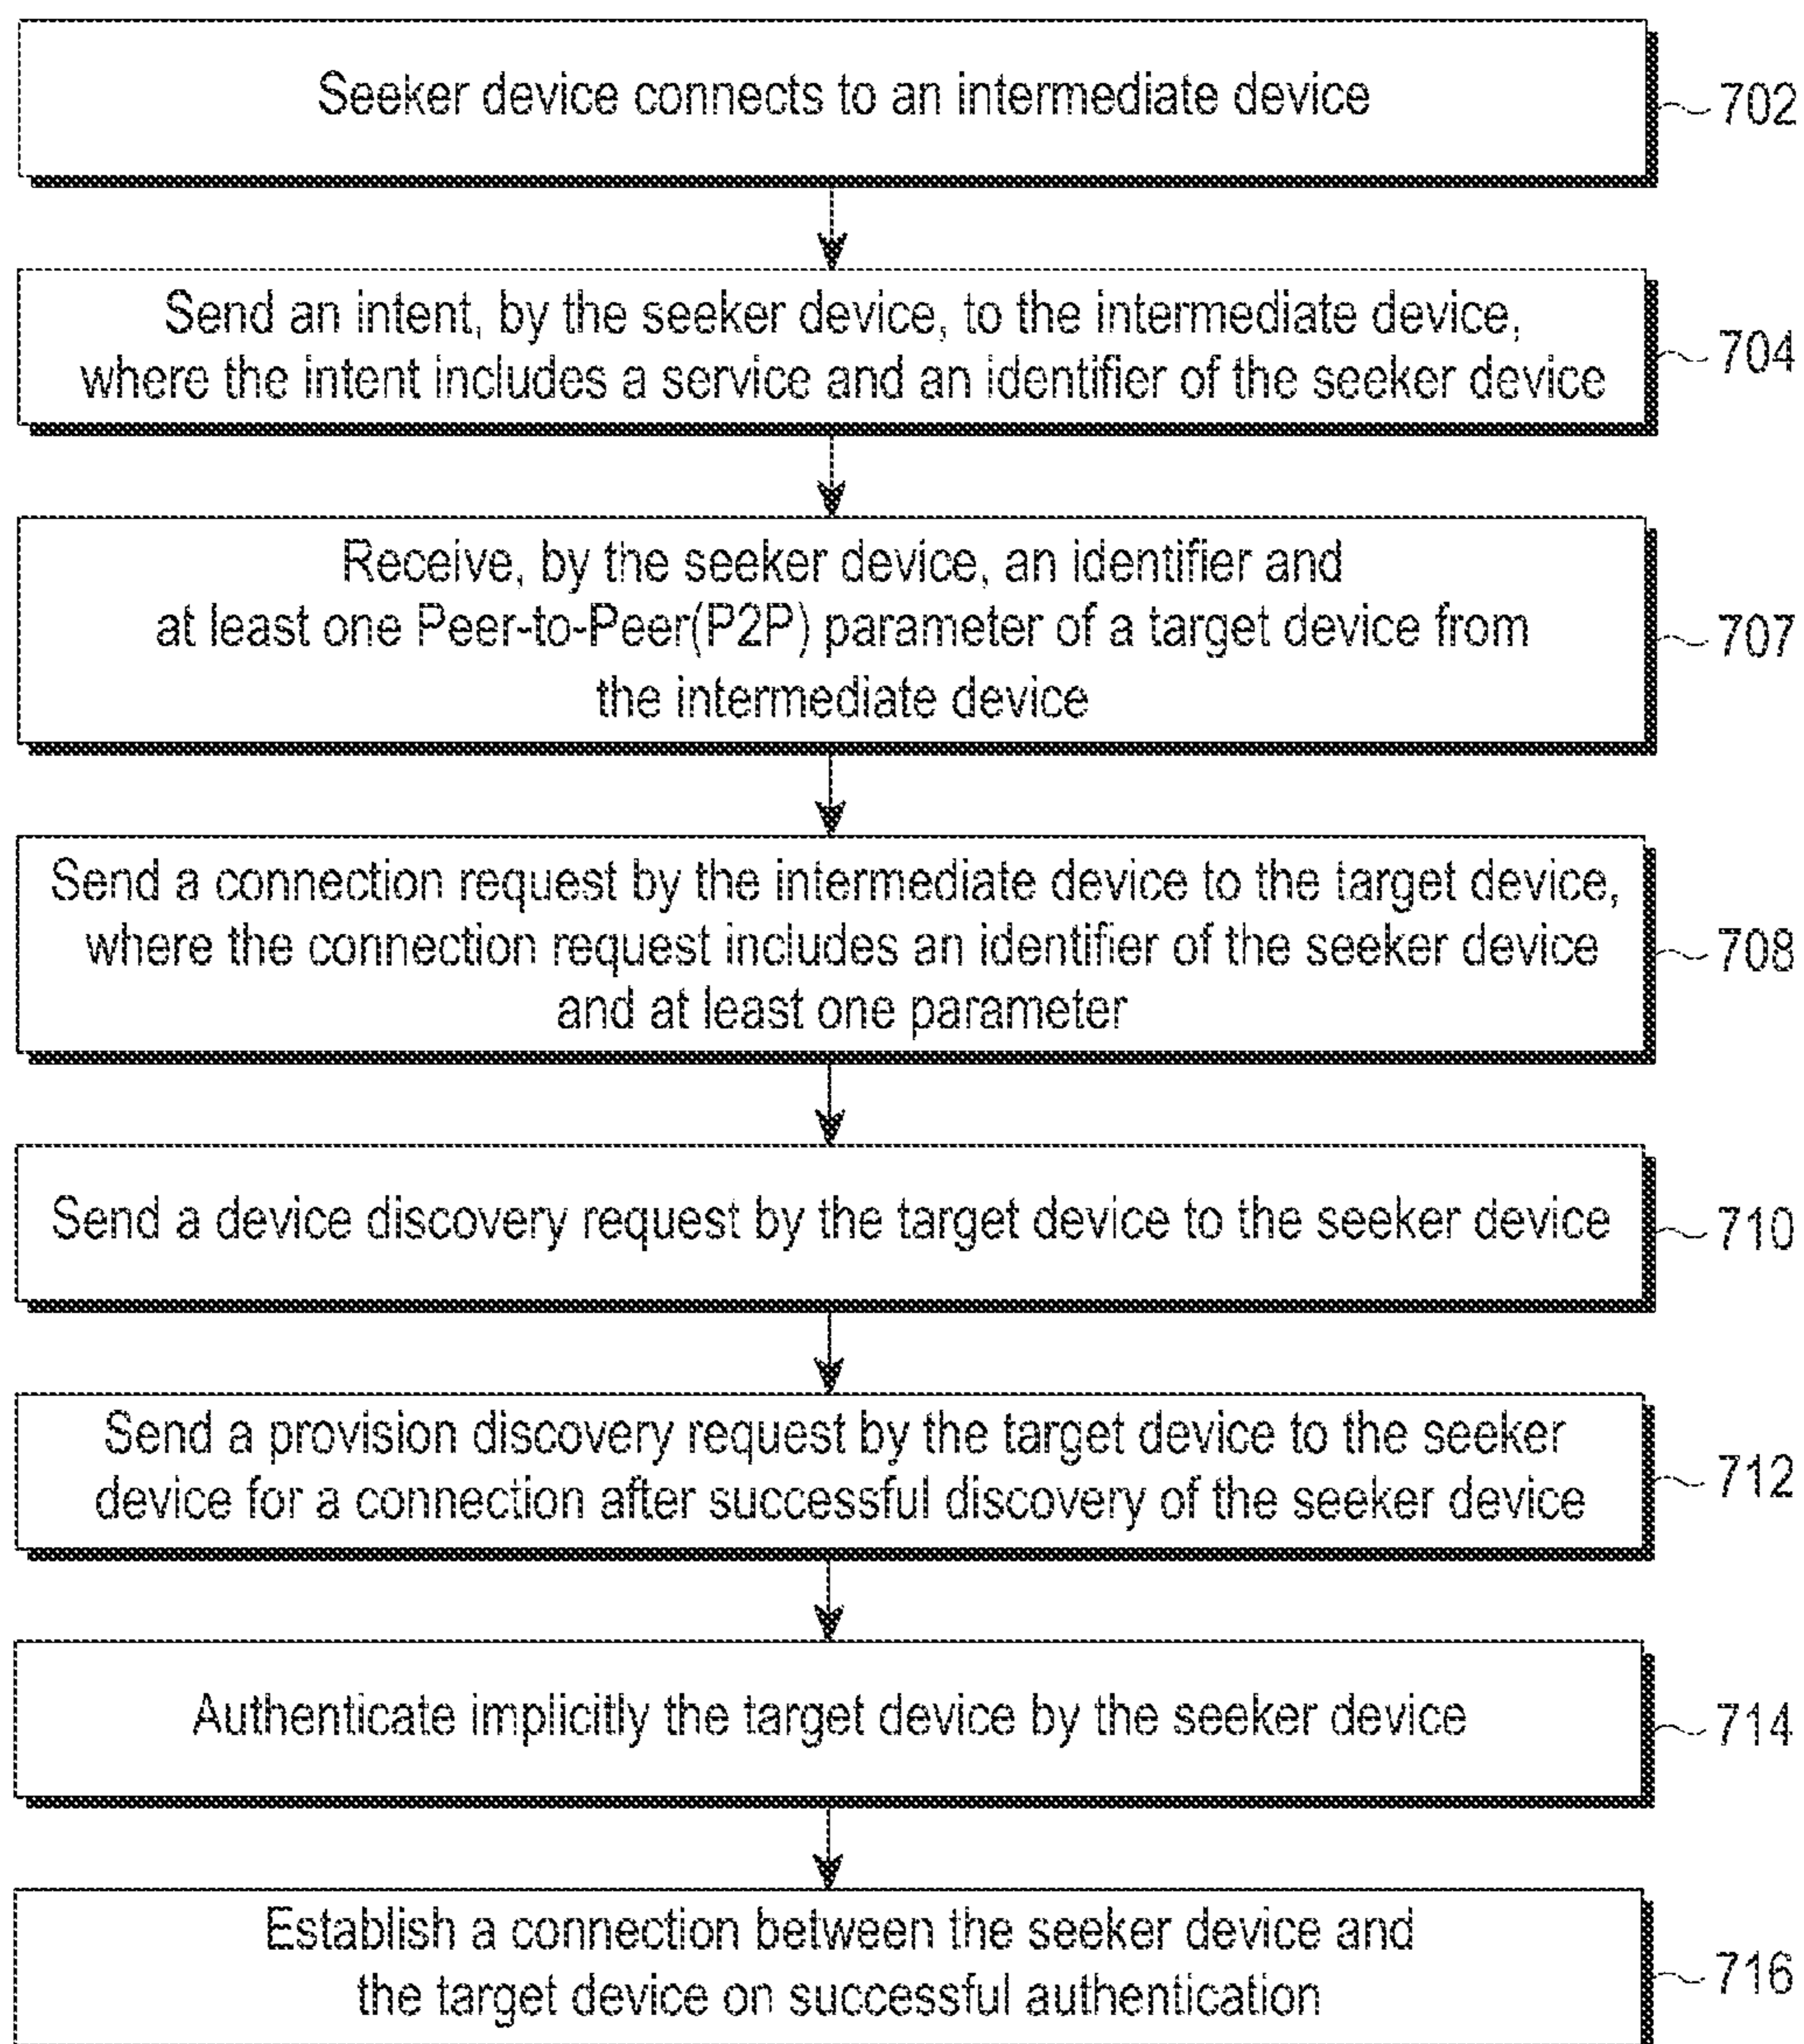 Seeker device connects to an intermediate device
702
Send an intent, by the seeker device, to the intermediate device,
where the intent includes a service and an identifier of the seeker device
704
Receive, by the seeker device, an identifier and
at least one Peer-to-Peer(P2P) parameter of a target device from
the intermediate device
707
Send a connection request by the intermediate device to the target device,
where the connection request includes an identifier of the seeker device
and at least one parameter
708
Send a device discovery request by the target device to the seeker device
710
Send a provision discovery request by the target device to the seeker
device for a connection after successful discovery of the seeker device
712
Authenticate implicitly the target device by the seeker device
714
Establish a connection between the seeker device and
the target device on successful authentication
716